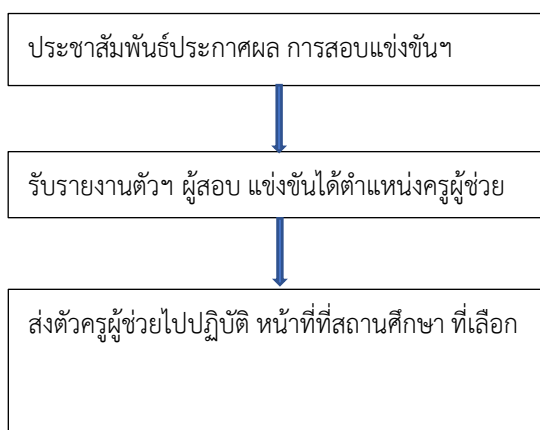 ประชาสัมพันธ์ประกาศผล การสอบแข่งขันฯ
รับรายงานตัวฯ ผู้สอบ แข่งขันได้ตำแหน่งครูผู้ช่วย
ส่งตัวครูผู้ช่วยไปปฏิบัติ หน้าที่ที่สถานศึกษา ที่เลือก